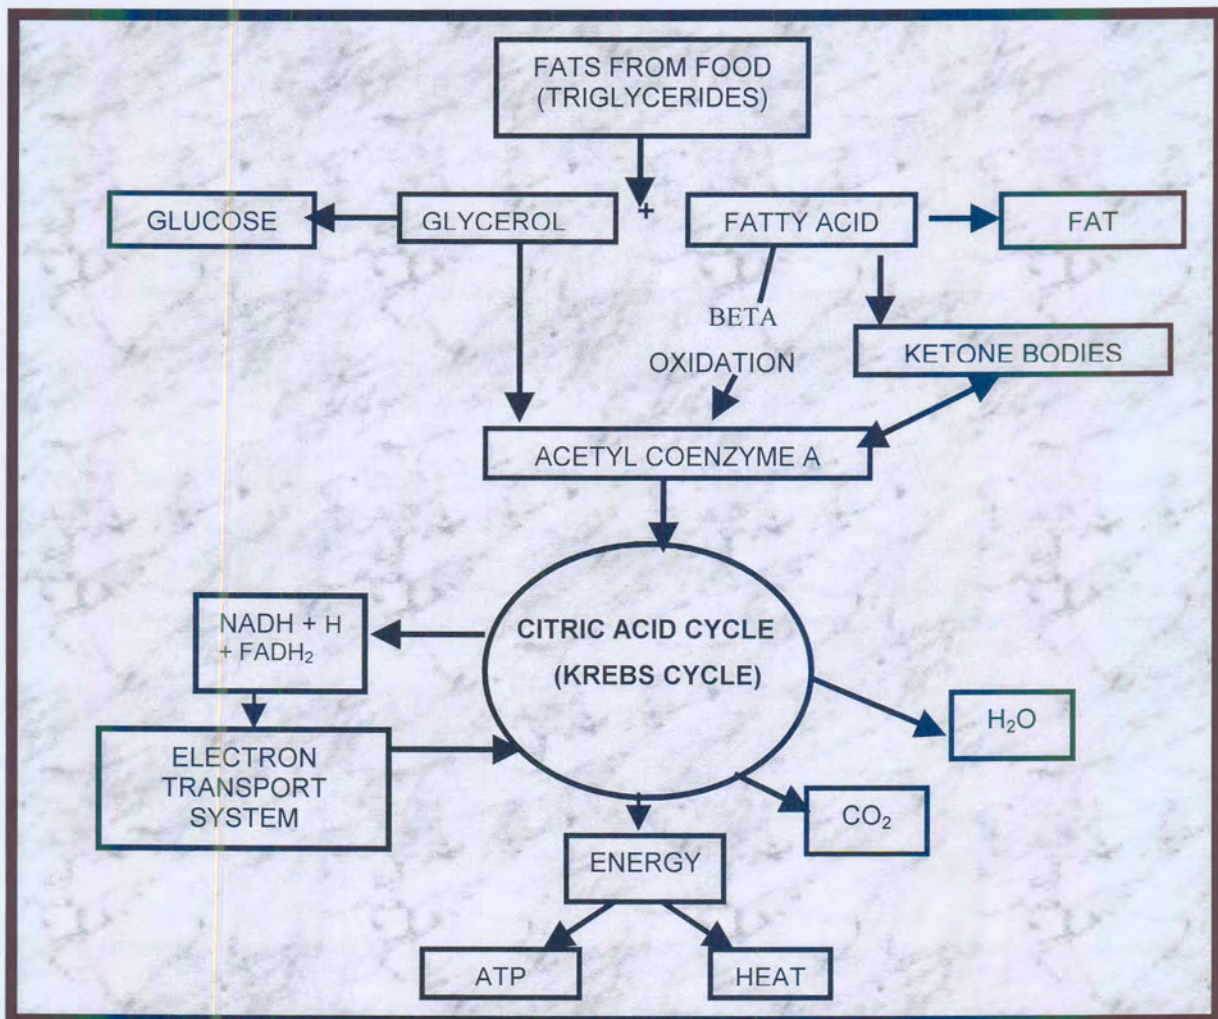 FATS FROM FOOD
(TRIGLYCERIDES)
GLUCOSE
GLYCEROL
+
FATTY ACID
FAT
BETA
OXIDATION
KETONE BODIES
ACETYL COENZYME A
CITRIC ACID CYCLE
(KREBS CYCLE)
NADH + H
+ FADH₂
ELECTRON
TRANSPORT
SYSTEM
H₂O
CO₂
ENERGY
ATP
HEAT